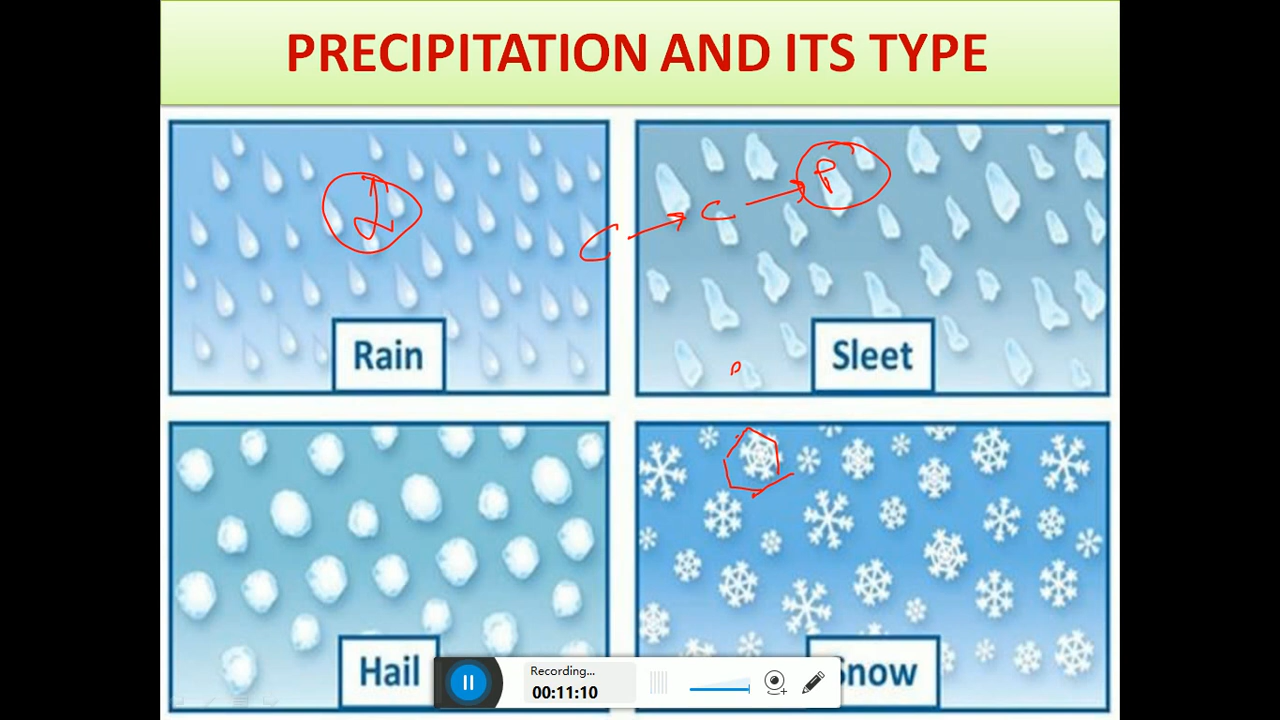 PRECIPITATION AND ITS TYPE
C → C → P
Rain
Sleet
Hail
Snow
Recording...
00:11:10